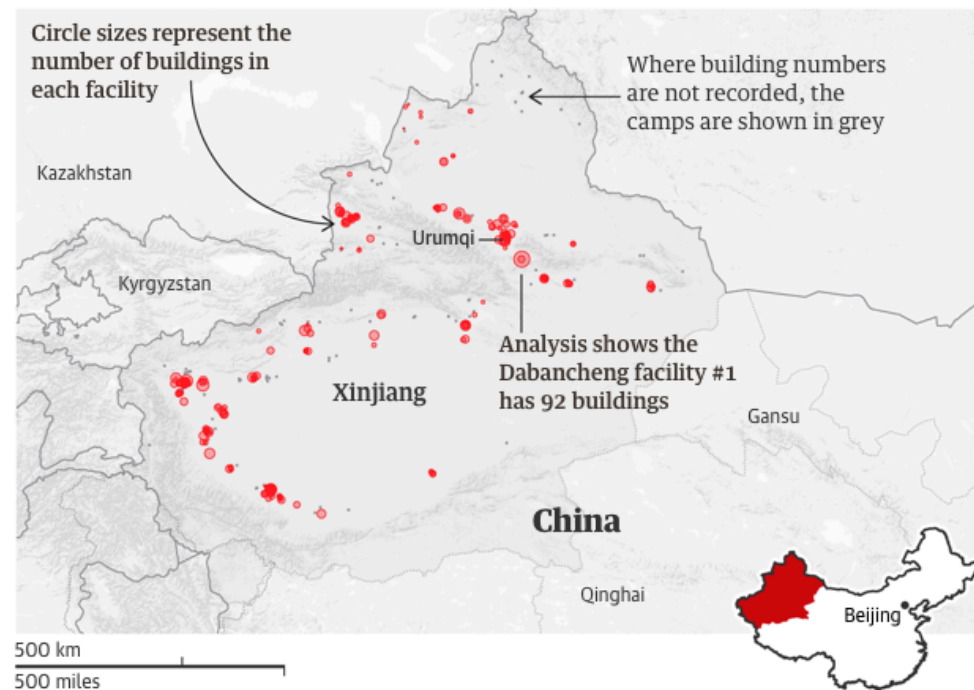 Circle sizes represent the
number of buildings in
each facility
Where building numbers
are not recorded, the
camps are shown in grey
Kazakhstan
Urumqi
Kyrgyzstan
Analysis shows the
Dabancheng facility #1
has 92 buildings
Xinjiang
Gansu
China
Qinghai
Beijing
500 km
500 miles